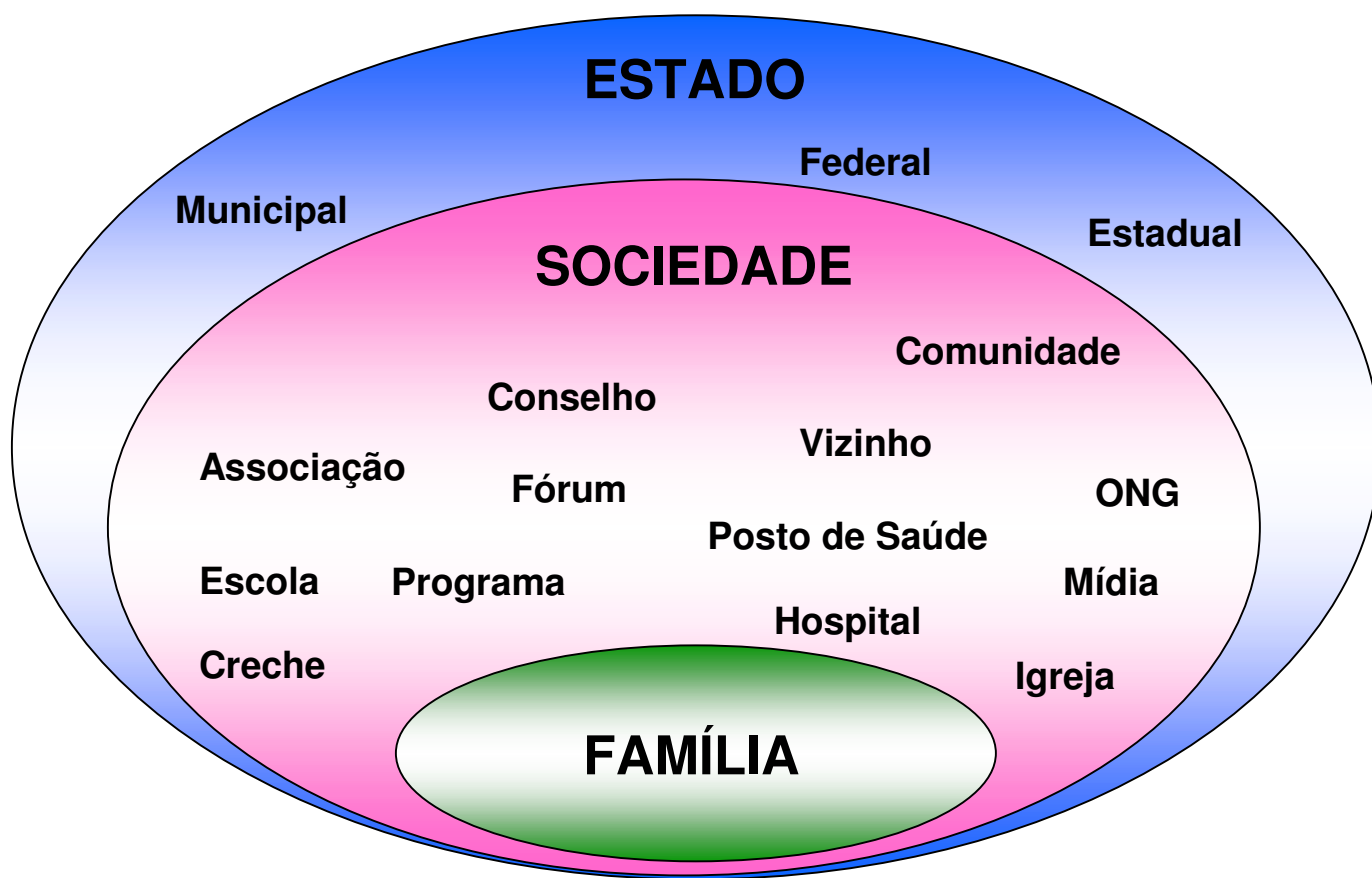 ESTADO
Federal
Municipal
Estadual
SOCIEDADE
Comunidade
Conselho
Vizinho
Associação
Fórum
ONG
Posto de Saúde
Escola
Programa
Mídia
Hospital
Creche
Igreja
FAMÍLIA